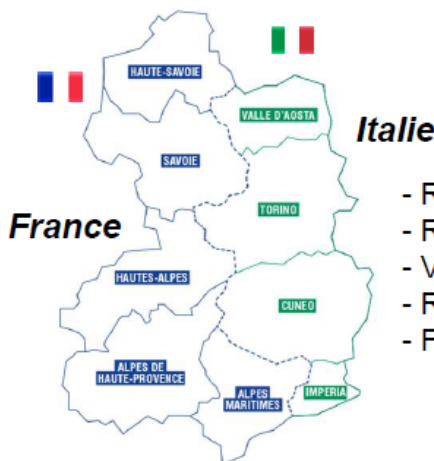 HAUTE-SAVOIE
VALLE D'AOSTA
Italie
SAVOIE
- R
- R
- V
- R
- F
TORINO
France
HAUTES-ALPES
CUNEO
ALPES DE
HAUTE-PROVENCE
ALPES
MARITIMES
IMPERIA